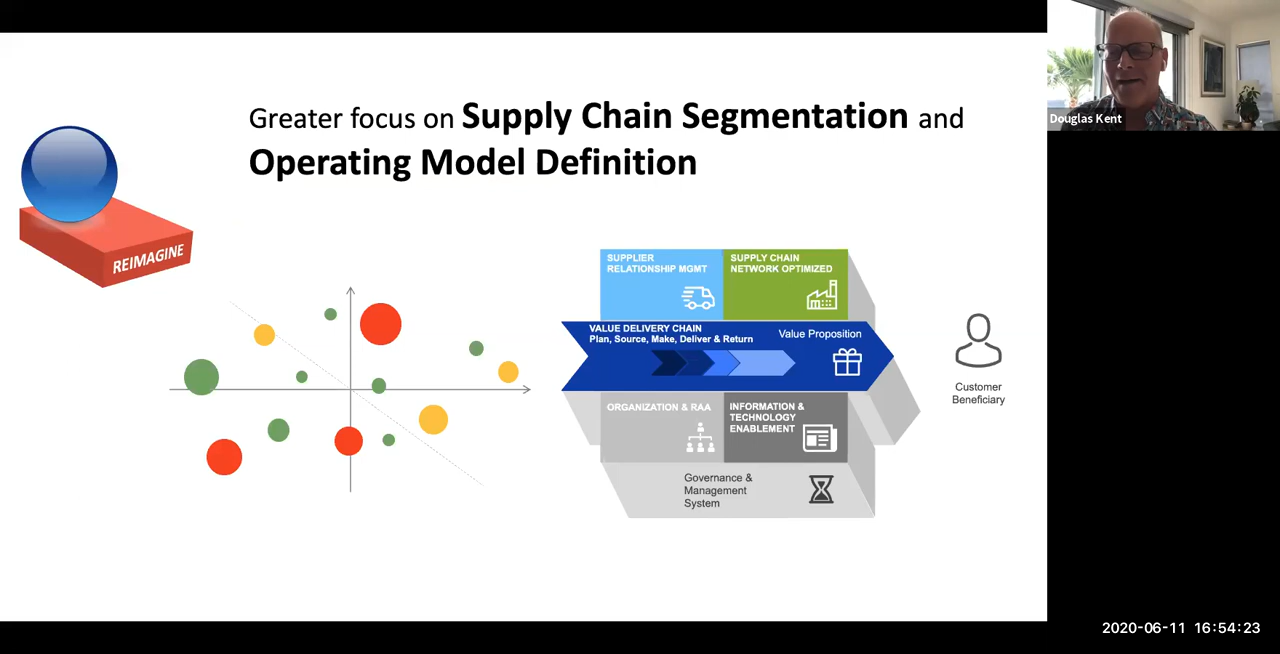 Greater focus on Supply Chain Segmentation and
Operating Model Definition
REIMAGINE
SUPPLIER
RELATIONSHIP MGMT
SUPPLY CHAIN
NETWORK OPTIMIZED
VALUE DELIVERY CHAIN
Plan, Source, Make, Deliver & Return
Value Proposition
ORGANIZATION & RAA
INFORMATION &
TECHNOLOGY
ENABLEMENT
Governance &
Management
System
Customer
Beneficiary
Douglas Kent
2020-06-11 16:54:23